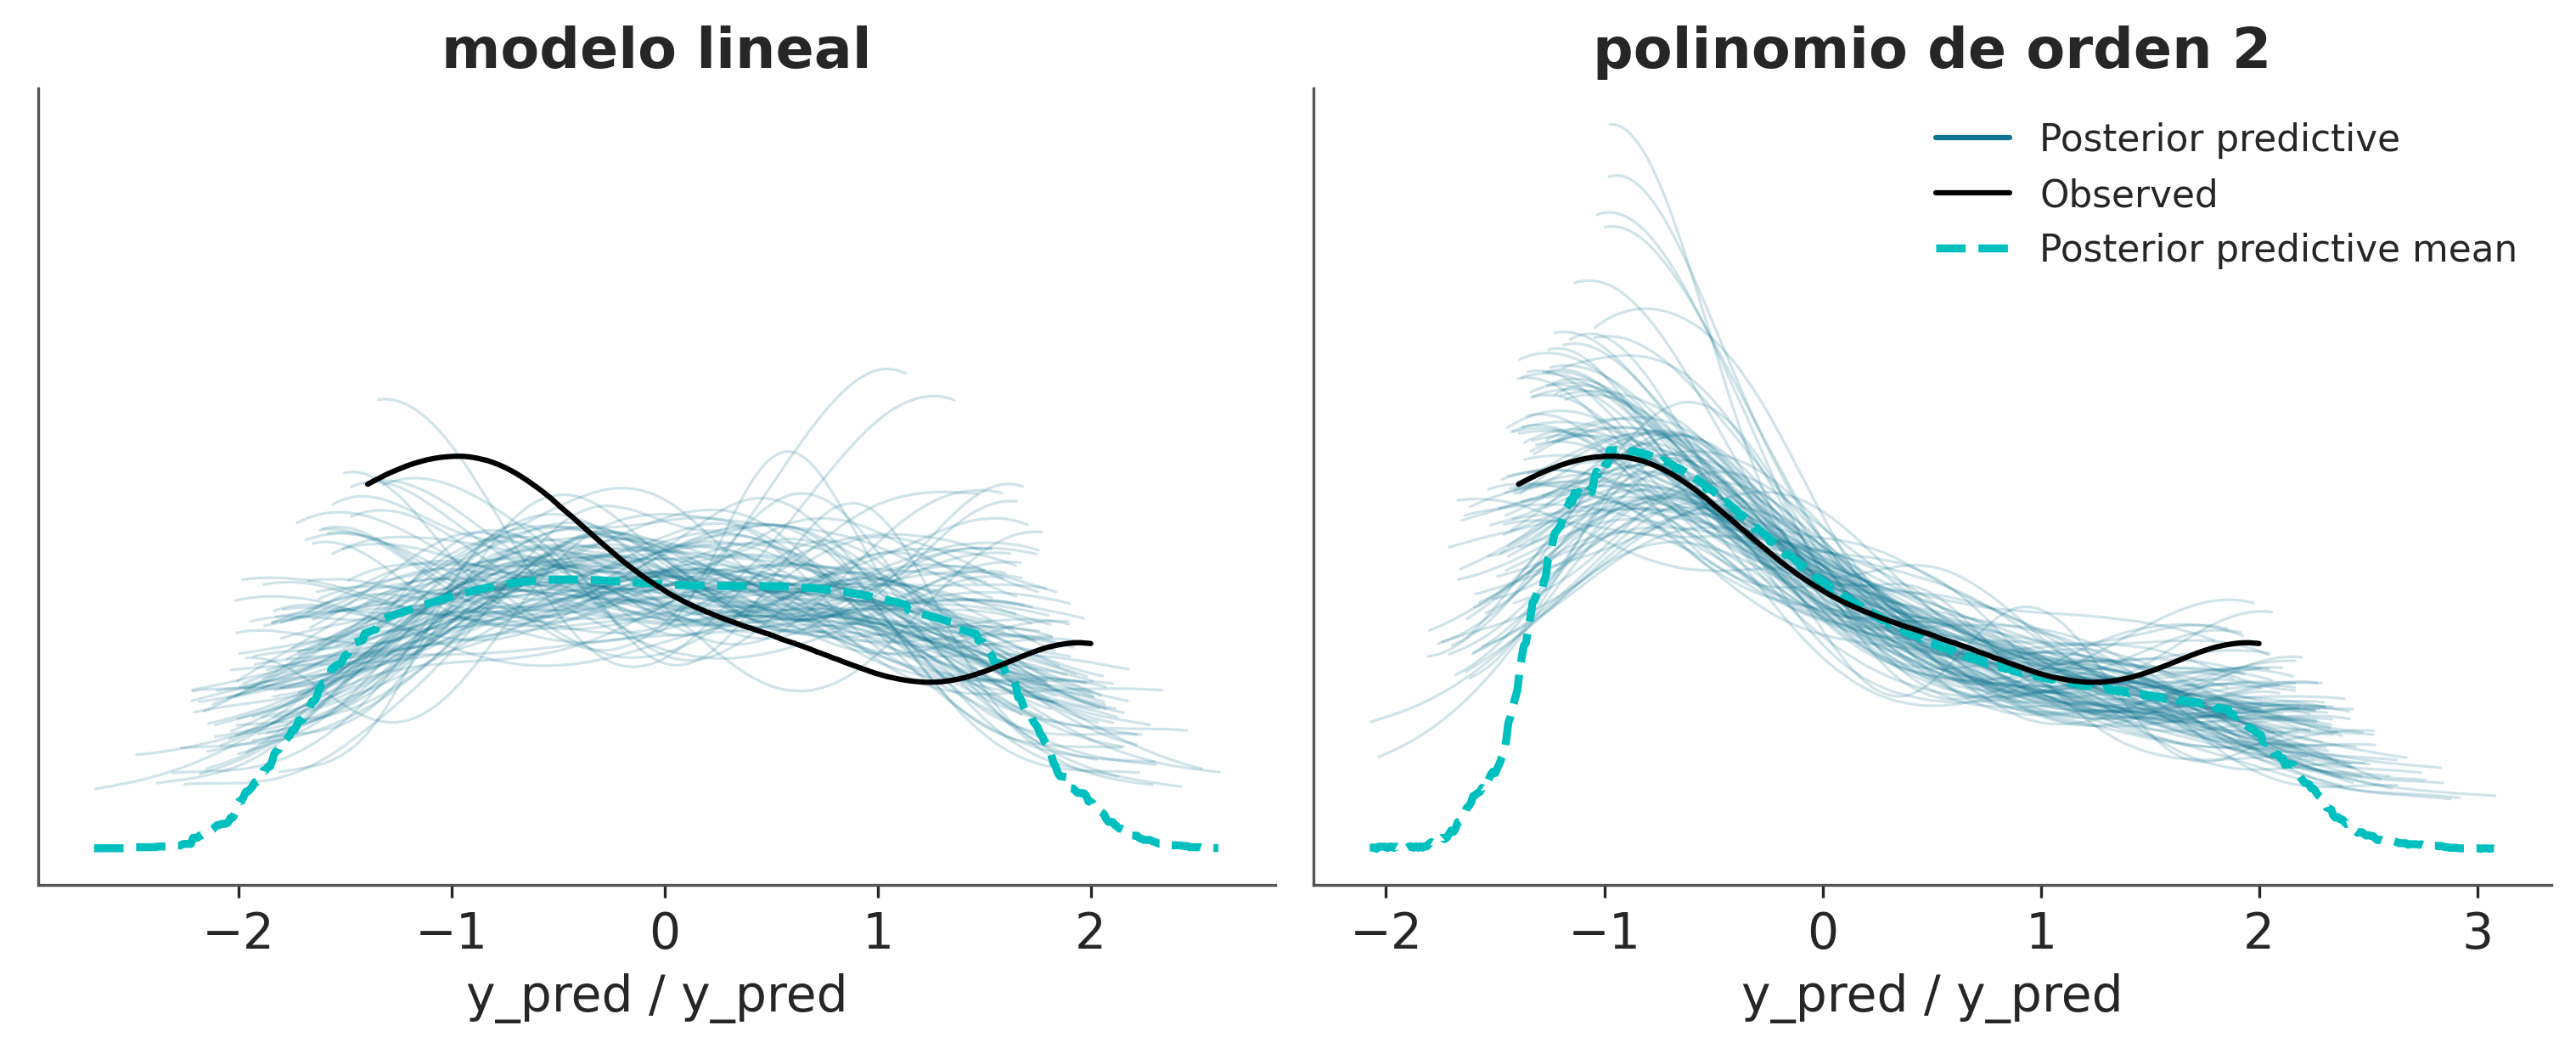 modelo lineal
−2 −1 0 1 2
y_pred / y_pred
polinomio de orden 2
Posterior predictive
Observed
Posterior predictive mean
−2 −1 0 1 2 3
y_pred / y_pred